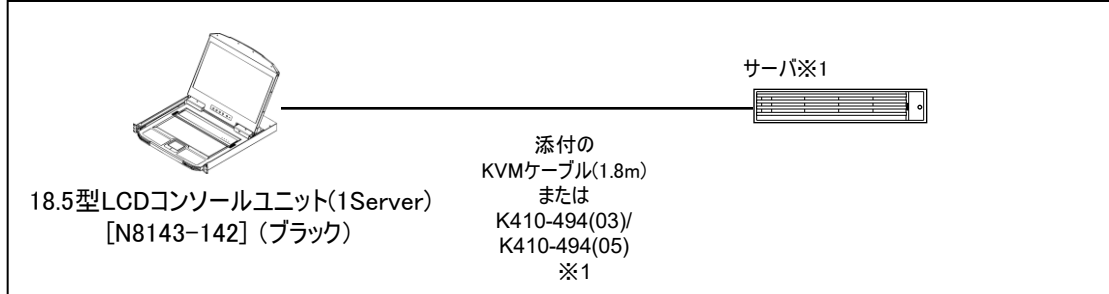 サーバ※1
添付の
KVMケーブル(1.8m)
または
K410-494(03)/
K410-494(05)
※1
18.5型LCDコンソールユニット(1Server)
[N8143-142] (ブラック)